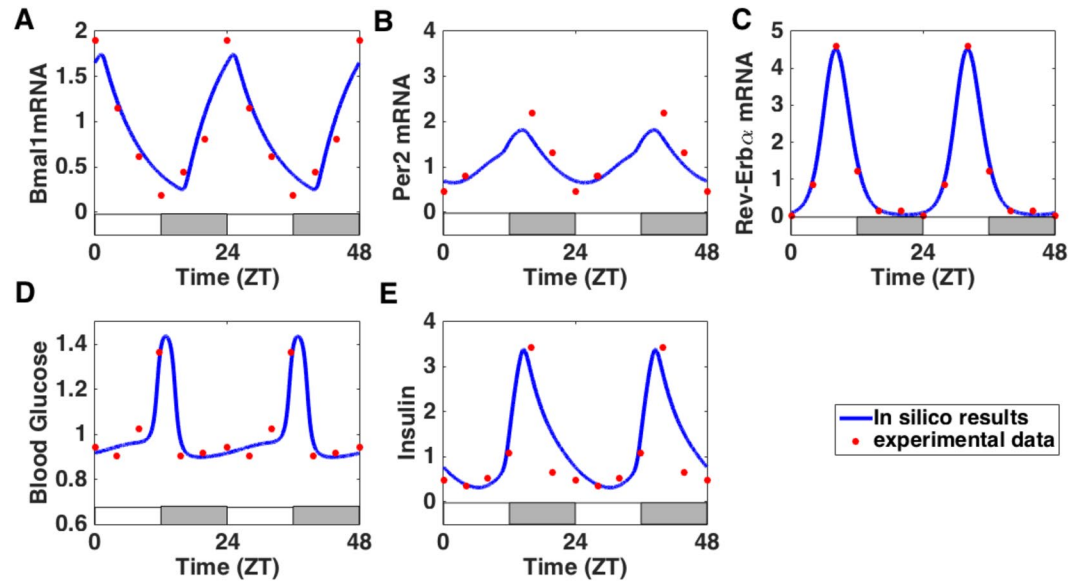 A
Bmal1mRNA
2
1.5
1
0.5
0
0 24 48
Time (ZT)
B
Per2 mRNA
4
3
2
1
0
0 24 48
Time (ZT)
C
Rev-Erbα mRNA
5
4
3
2
1
0
0 24 48
Time (ZT)
D
Blood Glucose
1.4
1.2
1
0.8
0.6
0 24 48
Time (ZT)
E
Insulin
4
3
2
1
0
0 24 48
Time (ZT)
In silico results
experimental data